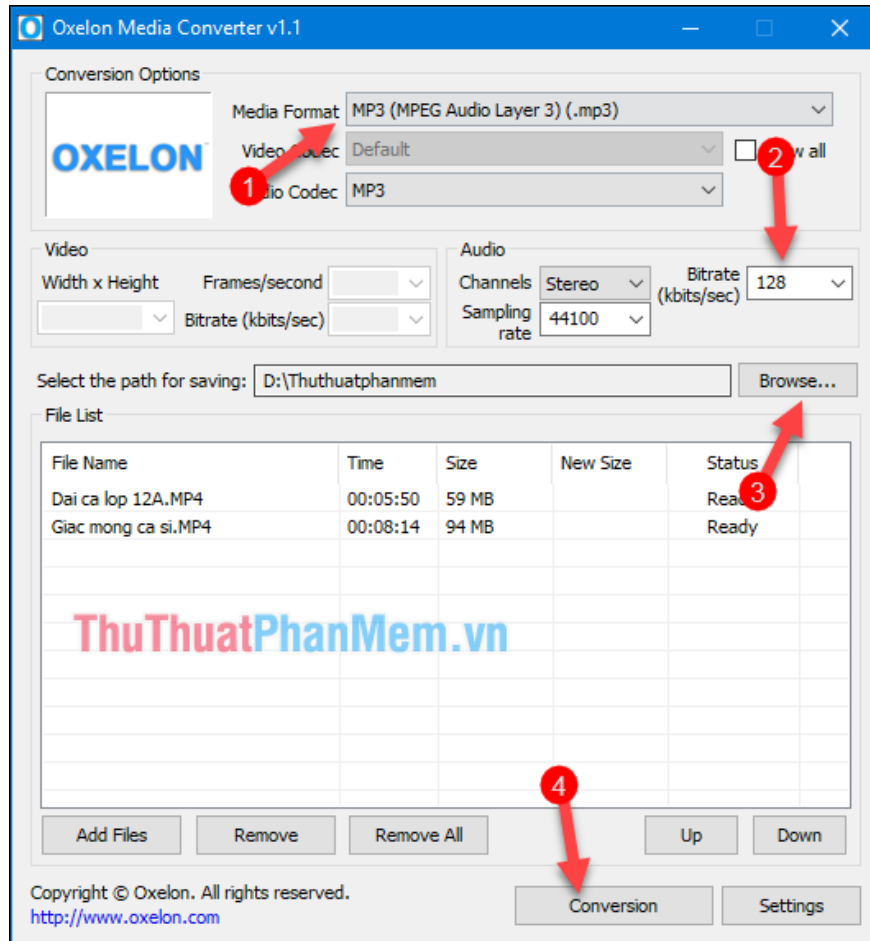 Oxelon Media Converter v1.1
Conversion Options
OXELON
Media Format MP3 (MPEG Audio Layer 3) (.mp3)
Video Codec Default all
1 Codec MP3
2
Video
Width x Height Frames/second
Bitrate (kbits/sec)
Audio
Channels Stereo Bitrate (kbits/sec) 128
Sampling rate 44100
Select the path for saving: D:\Thuthuatphanmem Browse...
File List
File Name Time Size New Size Status
3
Dai ca lop 12A.MP4 00:05:50 59 MB
Giac mong ca si.MP4 00:08:14 94 MB Ready
ThuThuatPhanMem.vn
4
Add Files Remove Remove All Up Down
Copyright © Oxelon. All rights reserved.
http://www.oxelon.com
Conversion Settings